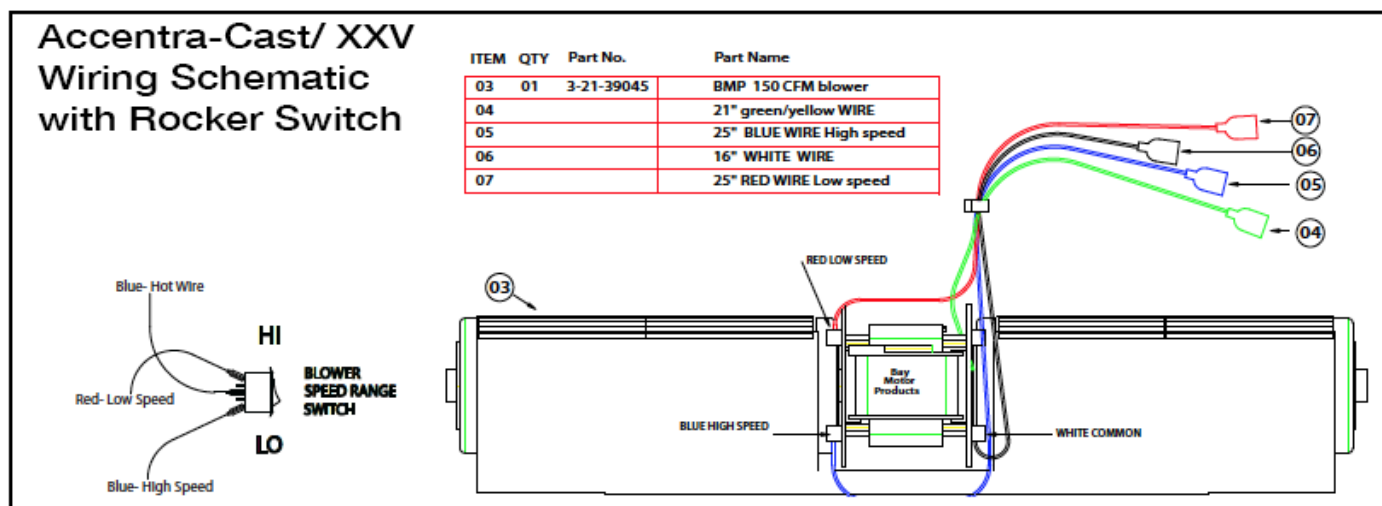 Accentra-Cast/ XXV
Wiring Schematic
with Rocker Switch
ITEM QTY Part No. Part Name
03 01 3-21-39045 BMP 150 CFM blower
04 21" green/yellow WIRE
05 25" BLUE WIRE High speed
06 16" WHITE WIRE
07 25" RED WIRE Low speed
07
06
05
04
RED LOW SPEED
03
Blue- Hot Wire
HI
BLOWER
SPEED RANGE
SWITCH
Red- Low Speed
LO
Blue- High Speed
Bay
Motor
Products
BLUE HIGH SPEED
WHITE COMMON